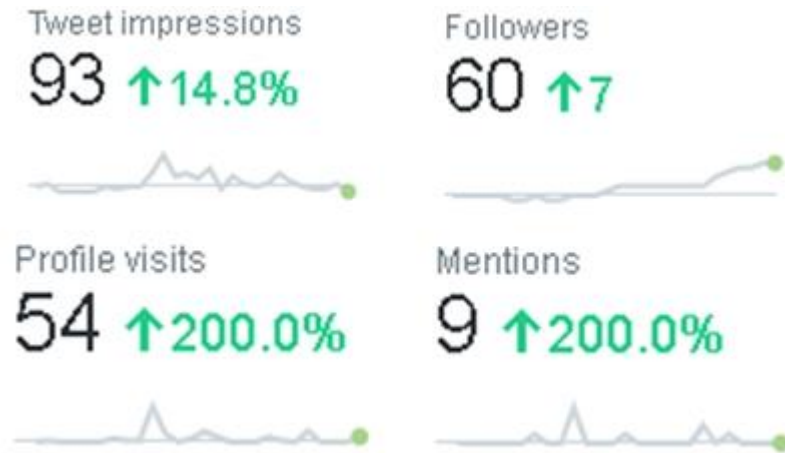 Tweet impressions
93 ↑14.8%
Followers
60 ↑7
Profile visits
54 ↑200.0%
Mentions
9 ↑200.0%